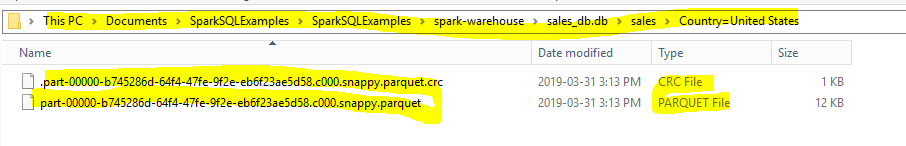 This PC > Documents > SparkSQLExamples > SparkSQLExamples > spark-warehouse > sales_db.db > sales > Country=United States
Name Date modified Type Size
.part-00000-b745286d-64f4-47fe-9f2e-eb6f23ae5d58.c000.snappy.parquet.crc 2019-03-31 3:13 PM CRC File 1 KB
part-00000-b745286d-64f4-47fe-9f2e-eb6f23ae5d58.c000.snappy.parquet 2019-03-31 3:13 PM PARQUET File 12 KB